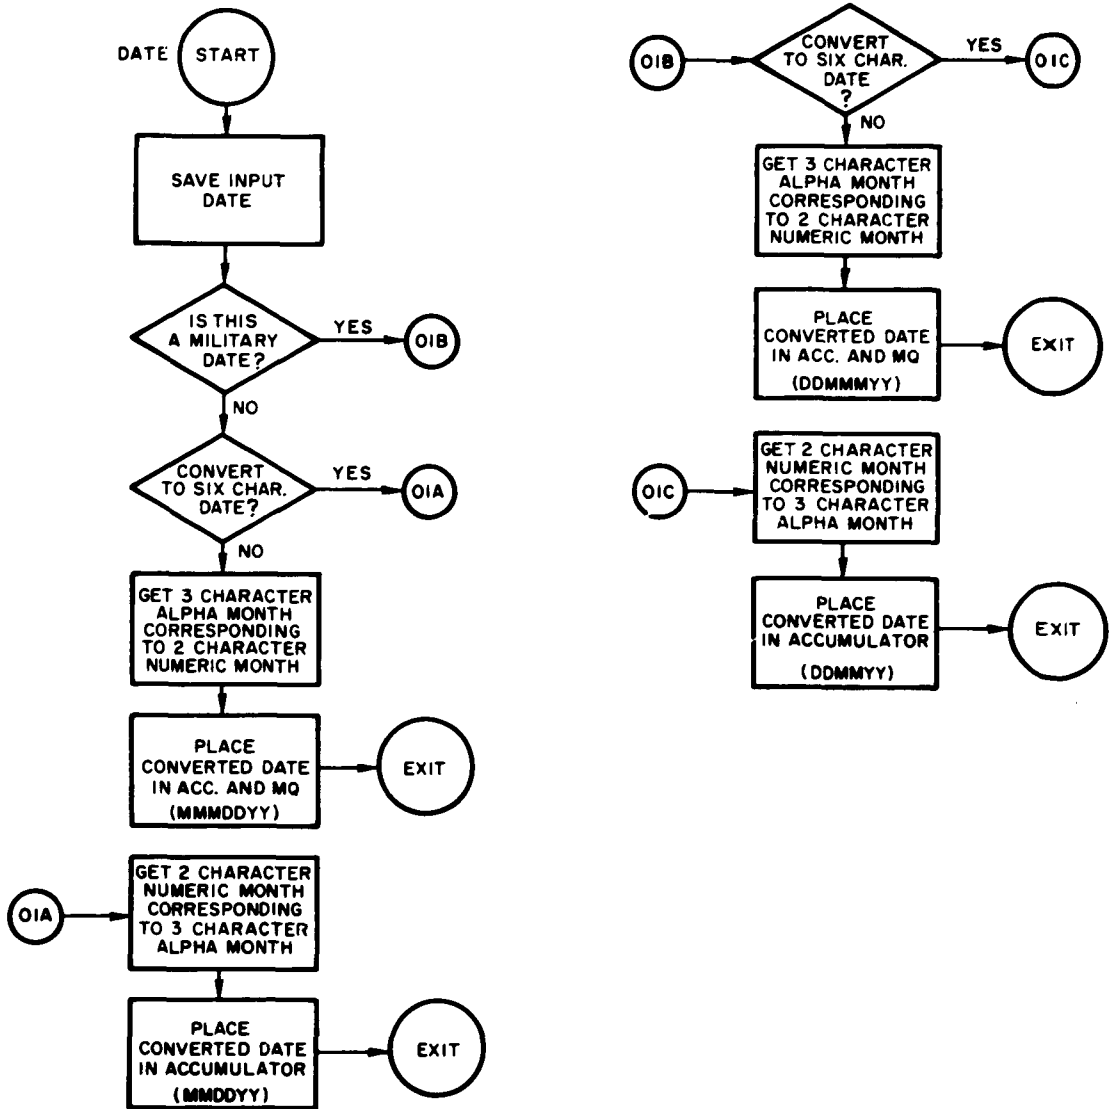 DATE START
SAVE INPUT
DATE
IS THIS
A MILITARY
DATE?
YES
01B
NO
CONVERT
TO SIX CHAR.
DATE?
YES
01A
NO
GET 3 CHARACTER
ALPHA MONTH
CORRESPONDING
TO 2 CHARACTER
NUMERIC MONTH
PLACE
CONVERTED DATE
IN ACC. AND MQ
(MMMDDYY)
EXIT
01A
GET 2 CHARACTER
NUMERIC MONTH
CORRESPONDING
TO 3 CHARACTER
ALPHA MONTH
PLACE
CONVERTED DATE
IN ACCUMULATOR
(MMDDYY)
EXIT
01B
CONVERT
TO SIX CHAR.
DATE
?
YES
01C
NO
GET 3 CHARACTER
ALPHA MONTH
CORRESPONDING
TO 2 CHARACTER
NUMERIC MONTH
PLACE
CONVERTED DATE
IN ACC. AND MQ
(DDMMMYY)
EXIT
01C
GET 2 CHARACTER
NUMERIC MONTH
CORRESPONDING
TO 3 CHARACTER
ALPHA MONTH
PLACE
CONVERTED DATE
IN ACCUMULATOR
(DDMMYY)
EXIT